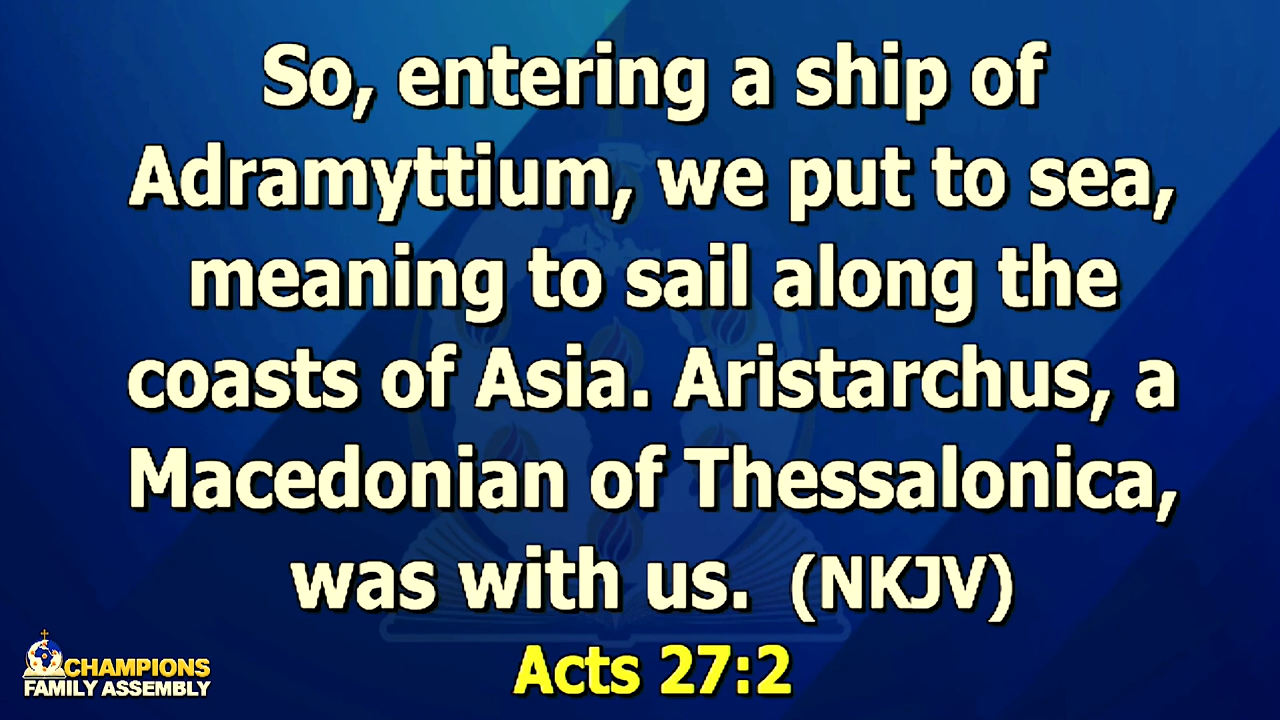 So, entering a ship of
Adramyttium, we put to sea,
meaning to sail along the
coasts of Asia. Aristarchus, a
Macedonian of Thessalonica,
was with us. (NKJV)
Acts 27:2
CHAMPIONS
FAMILY ASSEMBLY